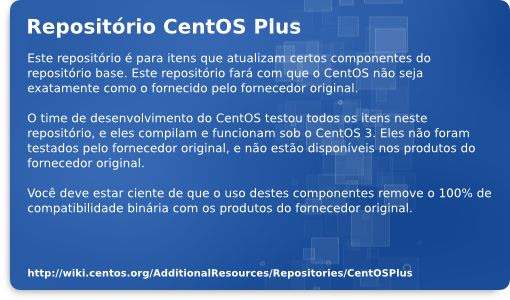 Repositório CentOS Plus
Este repositório é para itens que atualizam certos componentes do
repositório base. Este repositório fará com que o CentOS não seja
exatamente como o fornecido pelo fornecedor original.
O time de desenvolvimento do CentOS testou todos os itens neste
repositório, e eles compilam e funcionam sob o CentOS 3. Eles não foram
testados pelo fornecedor original, e não estão disponíveis nos produtos do
fornecedor original.
Você deve estar ciente de que o uso destes componentes remove o 100% de
compatibilidade binária com os produtos do fornecedor original.
http://wiki.centos.org/AdditionalResources/Repositories/CentOSPlus